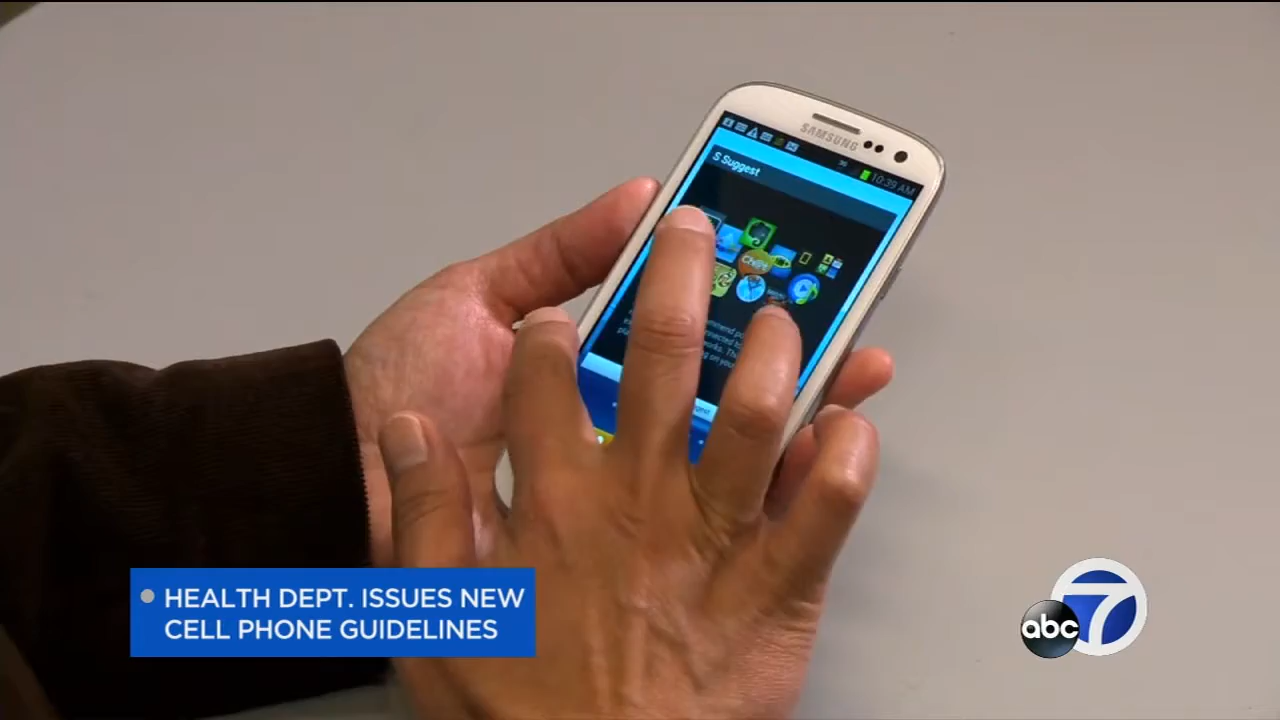 SAMSUNG
10:39 AM
S Suggest
HEALTH DEPT. ISSUES NEW
CELL PHONE GUIDELINES
abc 7